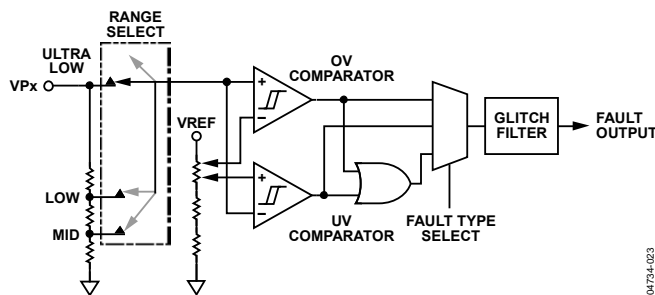 RANGE
SELECT
ULTRA
LOW
VPx
LOW
MID
VREF
+
–
+
–
OV
COMPARATOR
UV
COMPARATOR
FAULT TYPE
SELECT
GLITCH
FILTER
FAULT
OUTPUT
04734-023